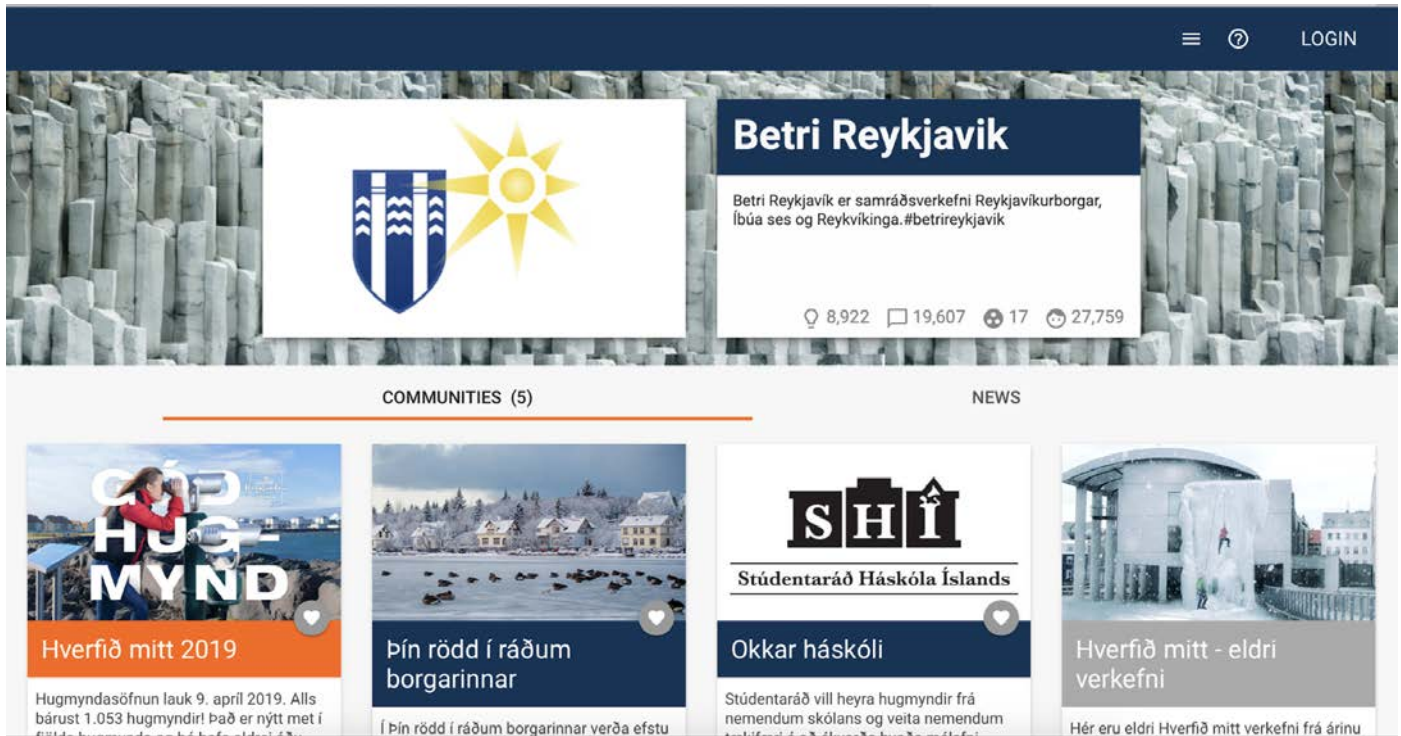 LOGIN
Betri Reykjavik
Betri Reykjavík er samráðsverkefni Reykjavíkurborgar,
Íbúa ses og Reykvíkinga.#betrireykjavik
8,922 19,607 17 27,759
COMMUNITIES (5)
NEWS
GÓÐ
HUG-
MYND
Hverfið mitt 2019
Hugmyndasöfnun lauk 9. apríl 2019. Alls
bárust 1.053 hugmyndir! Það er nýtt met í
Þín rödd í ráðum
borgarinnar
Í Þín rödd í ráðum borgarinnar verða efstu
SHÍ
Stúdentaráð Háskóla Íslands
Okkar háskóli
Stúdentaráð vill heyra hugmyndir frá
nemendum skólans og veita nemendum
Hverfið mitt - eldri
verkefni
Hér eru eldri Hverfið mitt verkefni frá árinu